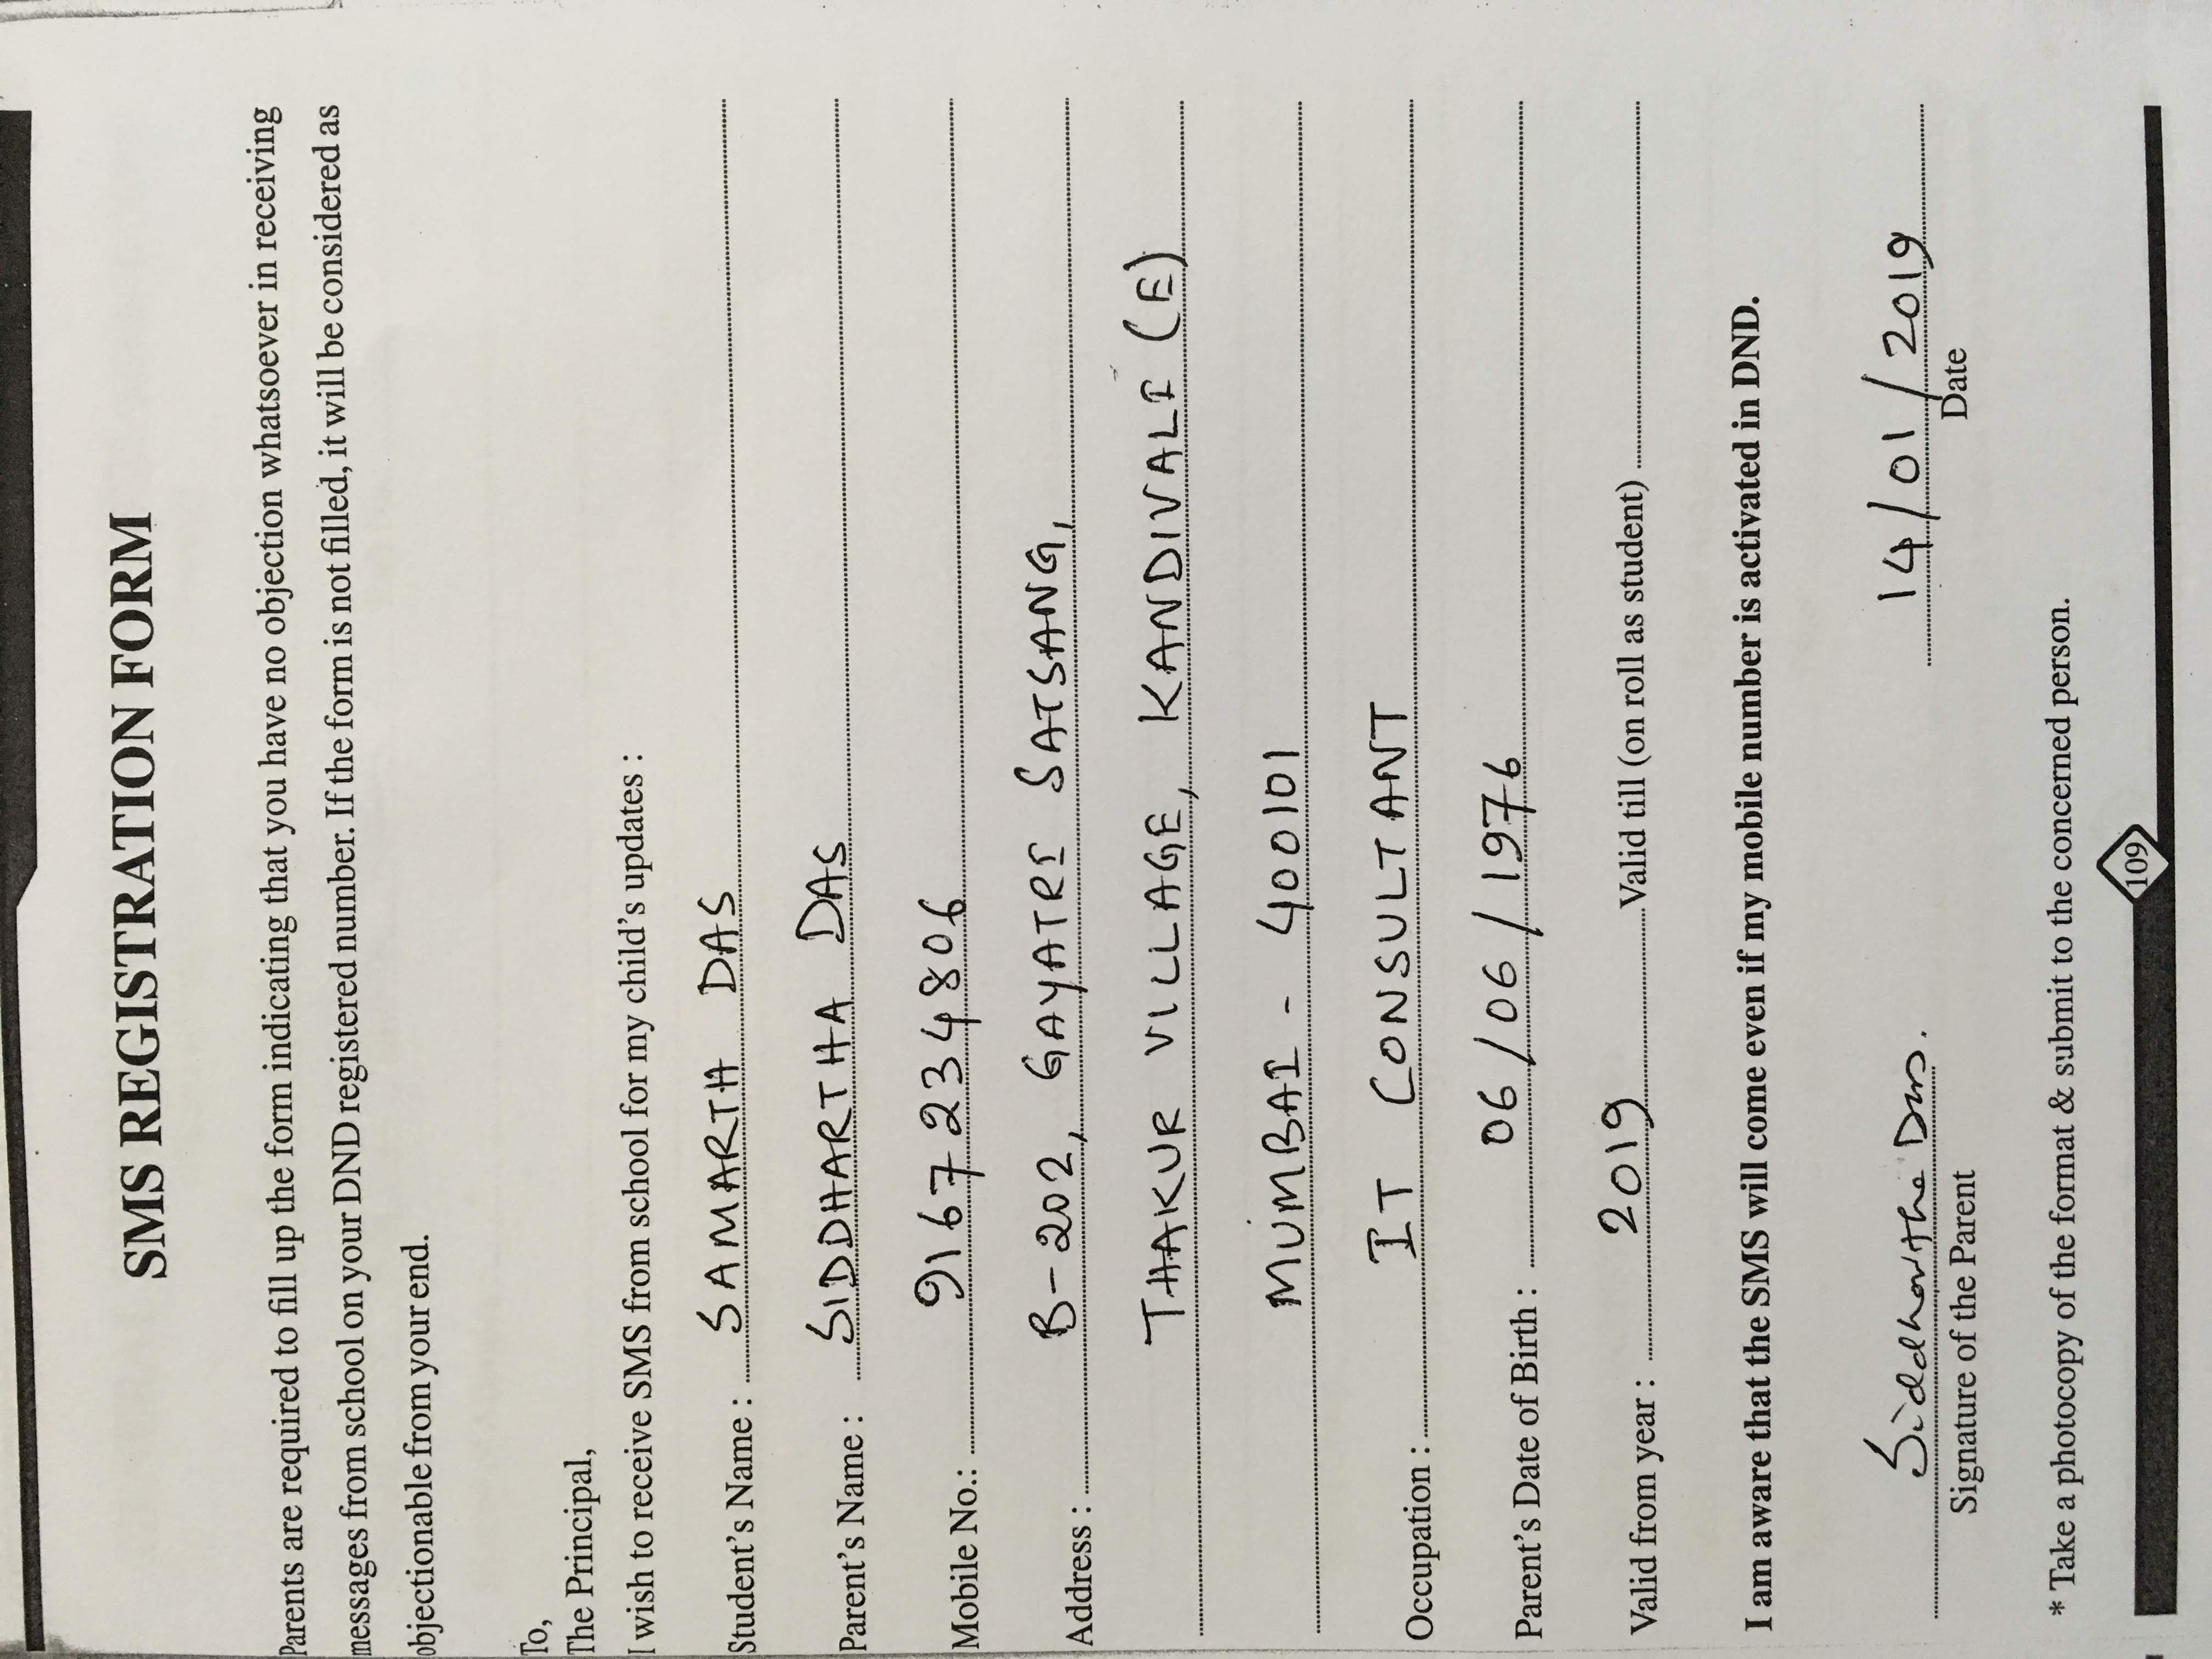 SMS REGISTRATION FORM
Parents are required to fill up the form indicating that you have no objection whatsoever in receiving
messages from school on your DND registered number. If the form is not filled, it will be considered as
objectionable from your end.
To,
The Principal,
I wish to receive SMS from school for my child's updates :
Student's Name : SAMARTH DAS
Parent's Name : SIDDHARTHA DAS
Mobile No.: 9167234806
Address : B-202, GAYATRI SATSANG,
THAKUR VILLAGE, KANDIVALI (E)
MUMBAI - 400101
Occupation : IT CONSULTANT
Parent's Date of Birth : 06/06/1976
Valid from year : 2019 Valid till (on roll as student)
I am aware that the SMS will come even if my mobile number is activated in DND.
Siddhartha Das. 14/01/2019
Signature of the Parent Date
* Take a photocopy of the format & submit to the concerned person.
109